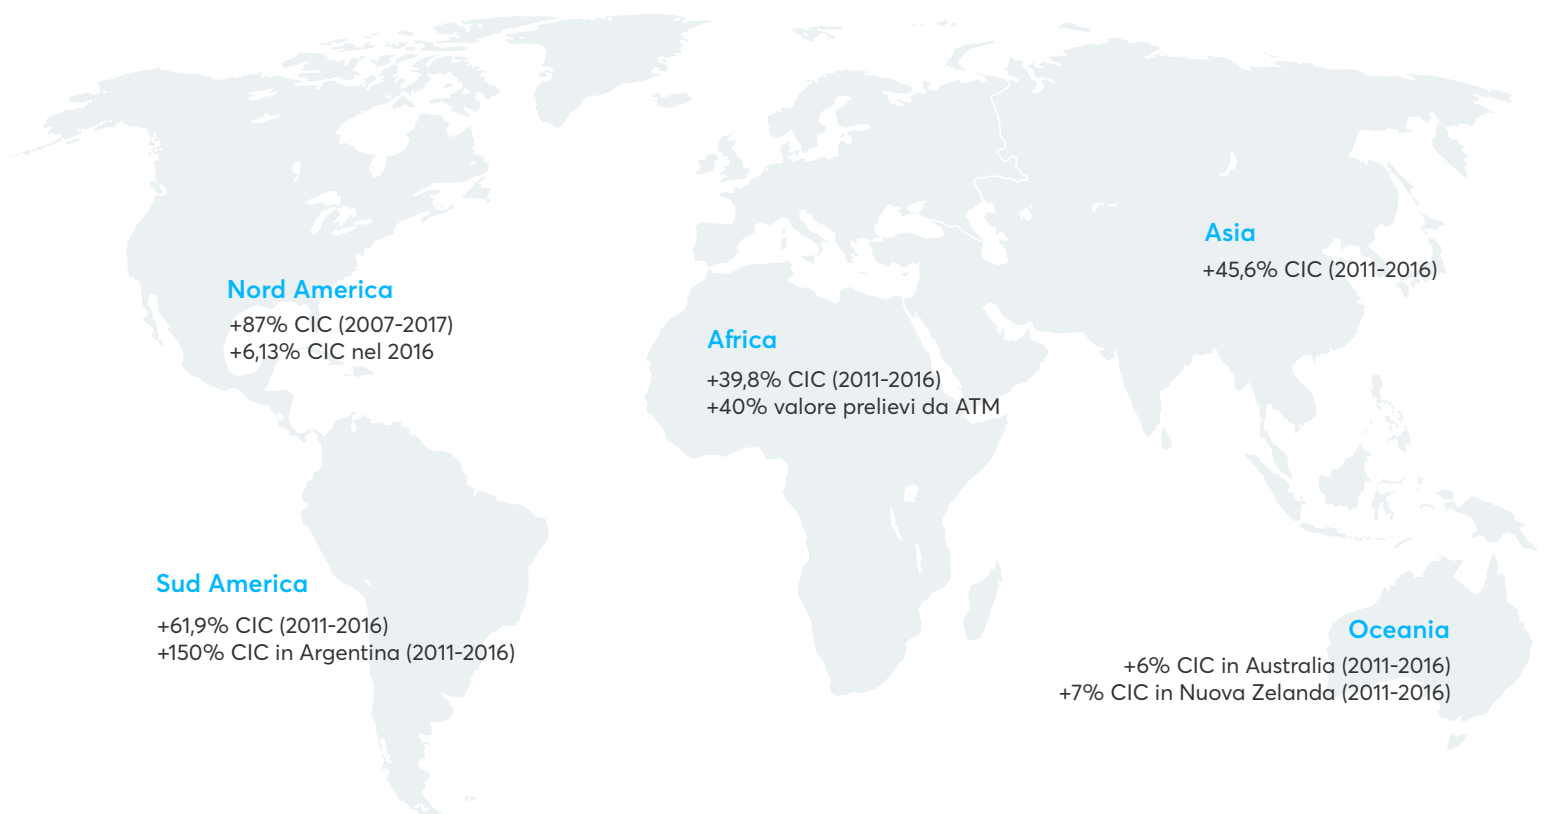 Nord America
+87% CIC (2007-2017)
+6,13% CIC nel 2016
Africa
+39,8% CIC (2011-2016)
+40% valore prelievi da ATM
Asia
+45,6% CIC (2011-2016)
Sud America
+61,9% CIC (2011-2016)
+150% CIC in Argentina (2011-2016)
Oceania
+6% CIC in Australia (2011-2016)
+7% CIC in Nuova Zelanda (2011-2016)